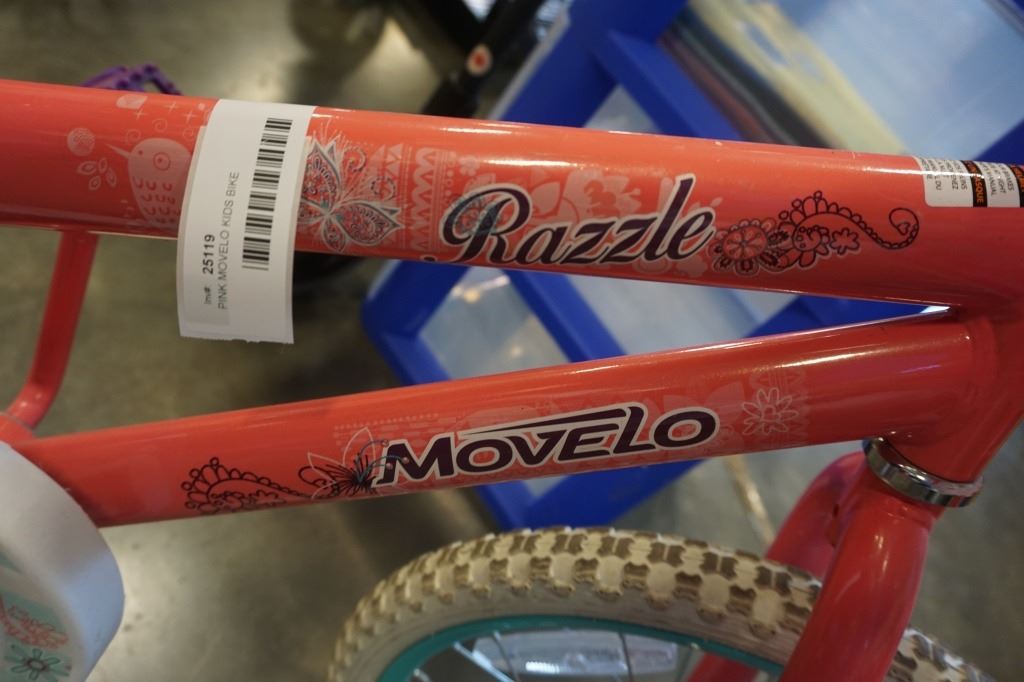 Inv#: 25119
PINK MOVELO KIDS BIKE
Razzle
MOVELO